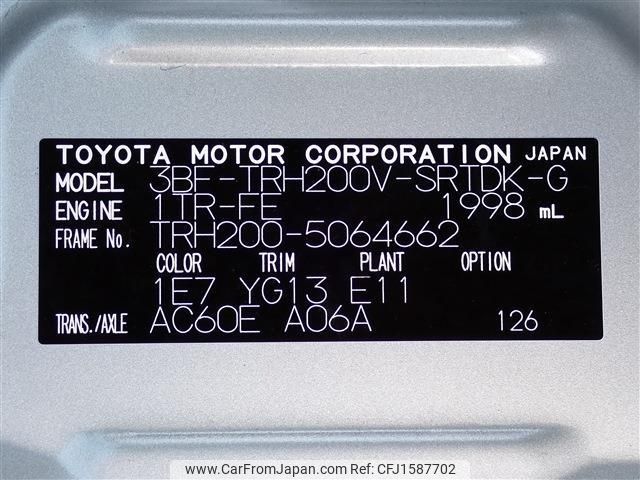 TOYOTA MOTOR CORPORATION JAPAN
MODEL 3BF-TRH200V-SRTDK-G
ENGINE 1TR-FE 1998 mL
FRAME No. TRH200-5064662
COLOR TRIM PLANT OPTION
1E7 YG13 E11
TRANS./AXLE AC60E A06A 126
www.CarFromJapan.com - CFJ1587702